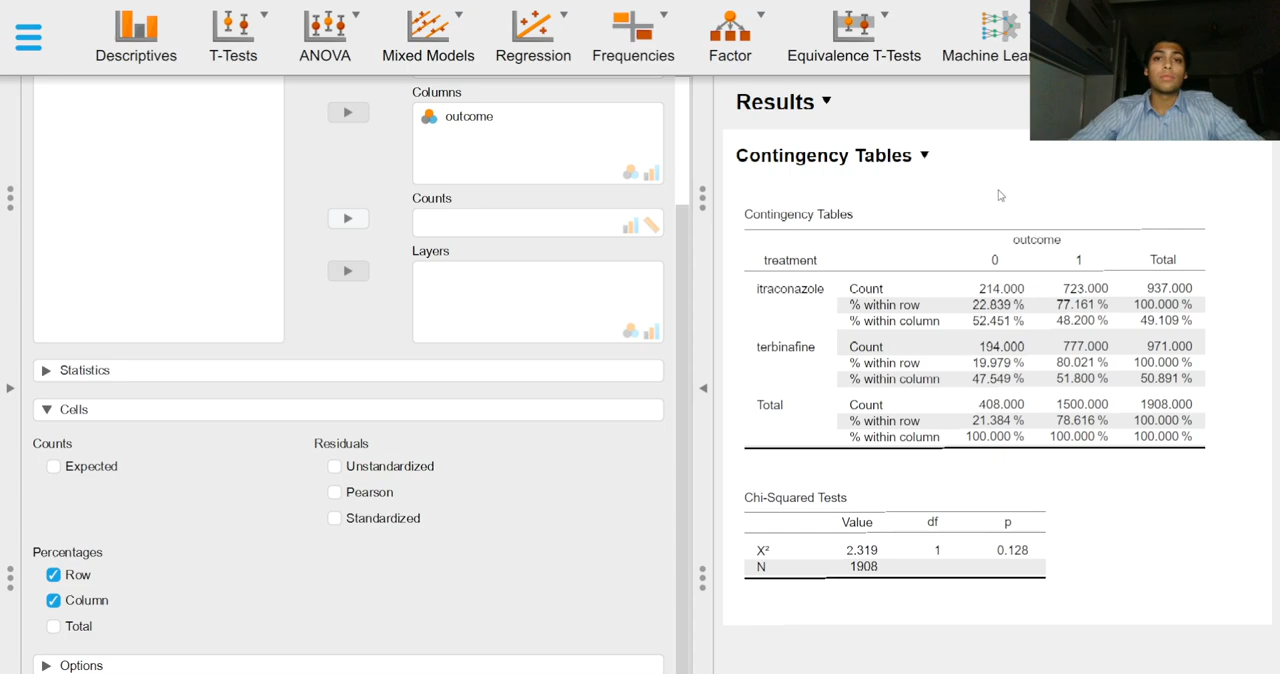 Descriptives T-Tests ANOVA Mixed Models Regression Frequencies Factor Equivalence T-Tests Machine Lea
Columns
outcome
Counts
Layers
Statistics
Cells
Counts Residuals
Expected Unstandardized
Pearson
Standardized
Percentages
Row
Column
Total
Options
Results
Contingency Tables
Contingency Tables
outcome
treatment 0 1 Total
itraconazole Count 214.000 723.000 937.000
% within row 22.839 % 77.161 % 100.000 %
% within column 52.451 % 48.200 % 49.109 %
terbinafine Count 194.000 777.000 971.000
% within row 19.979 % 80.021 % 100.000 %
% within column 47.549 % 51.800 % 50.891 %
Total Count 408.000 1500.000 1908.000
% within row 21.384 % 78.616 % 100.000 %
% within column 100.000 % 100.000 % 100.000 %
Chi-Squared Tests
Value df p
X² 2.319 1 0.128
N 1908